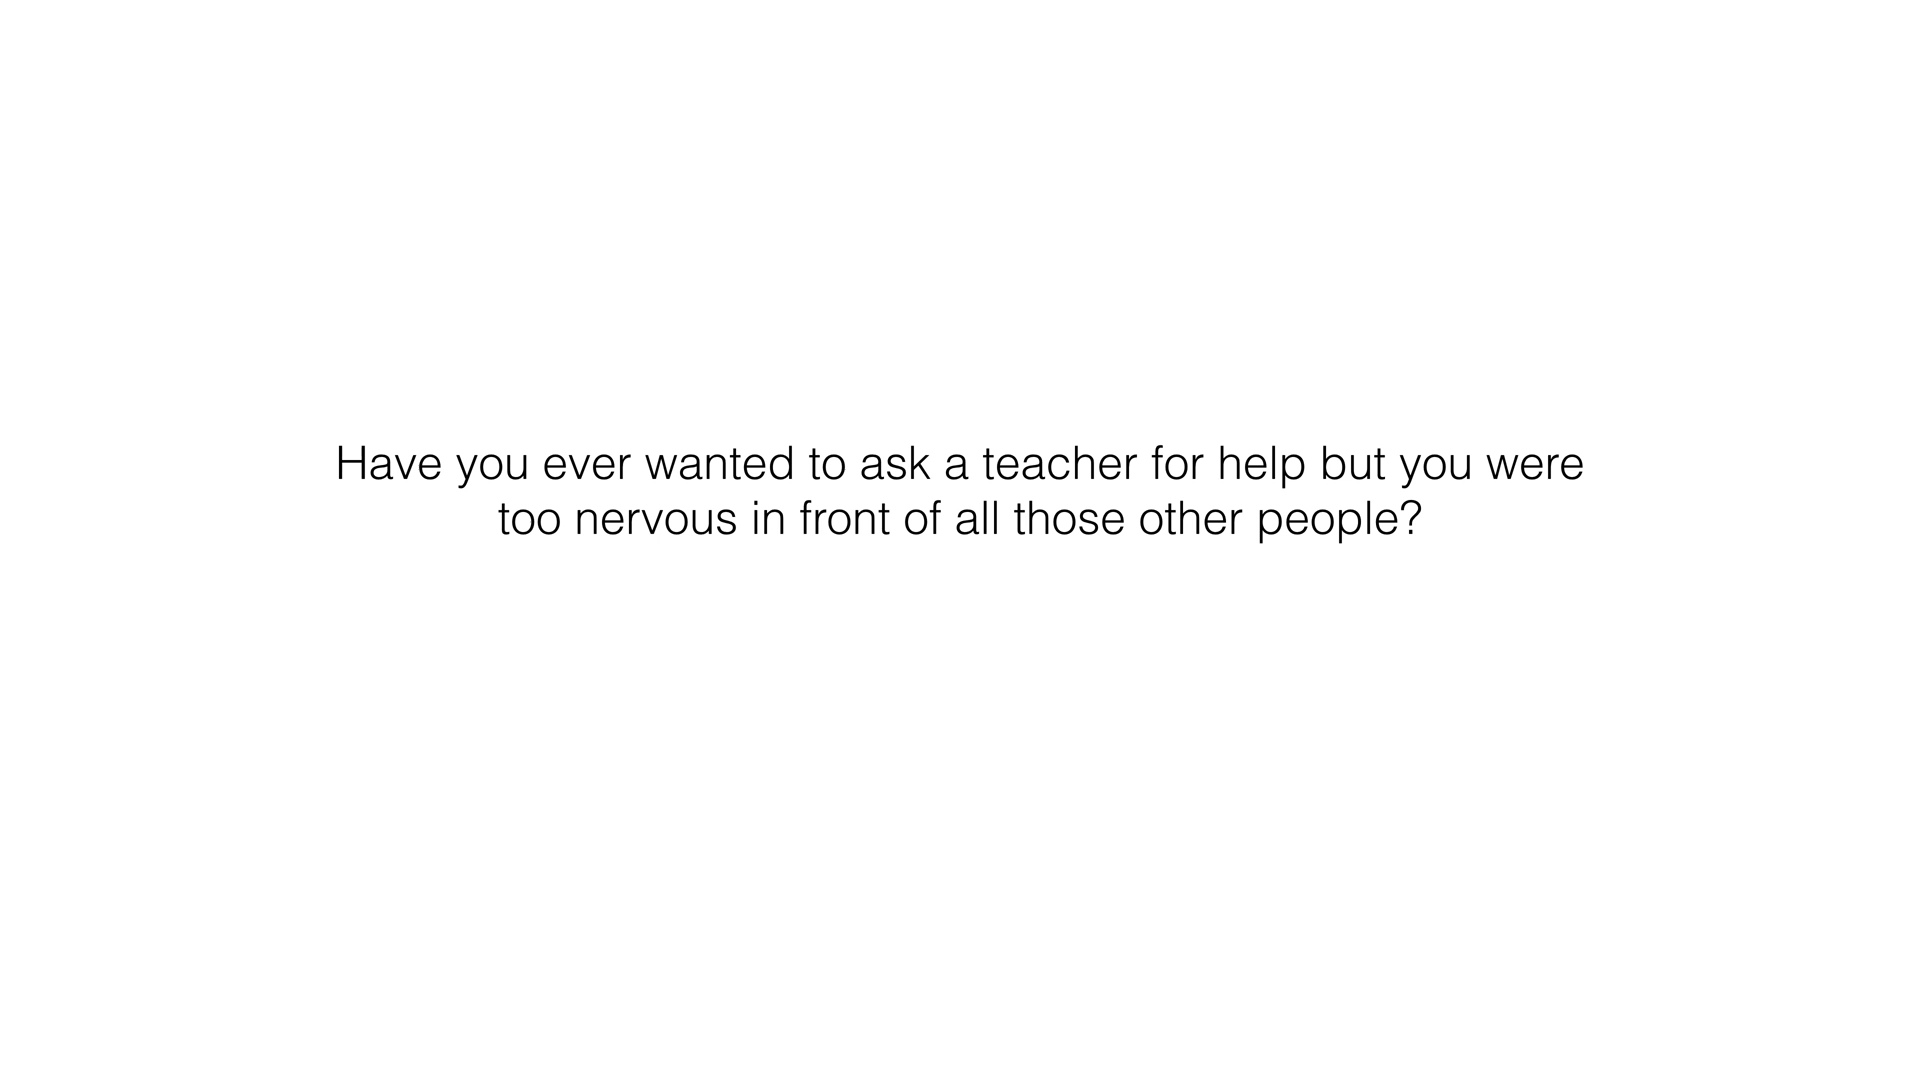 Have you ever wanted to ask a teacher for help but you were
too nervous in front of all those other people?